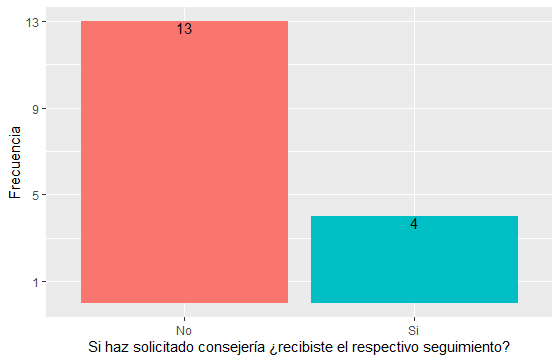 13
9
5
1
Frecuencia
13
4
No
Si
Si haz solicitado consejería ¿recibiste el respectivo seguimiento?